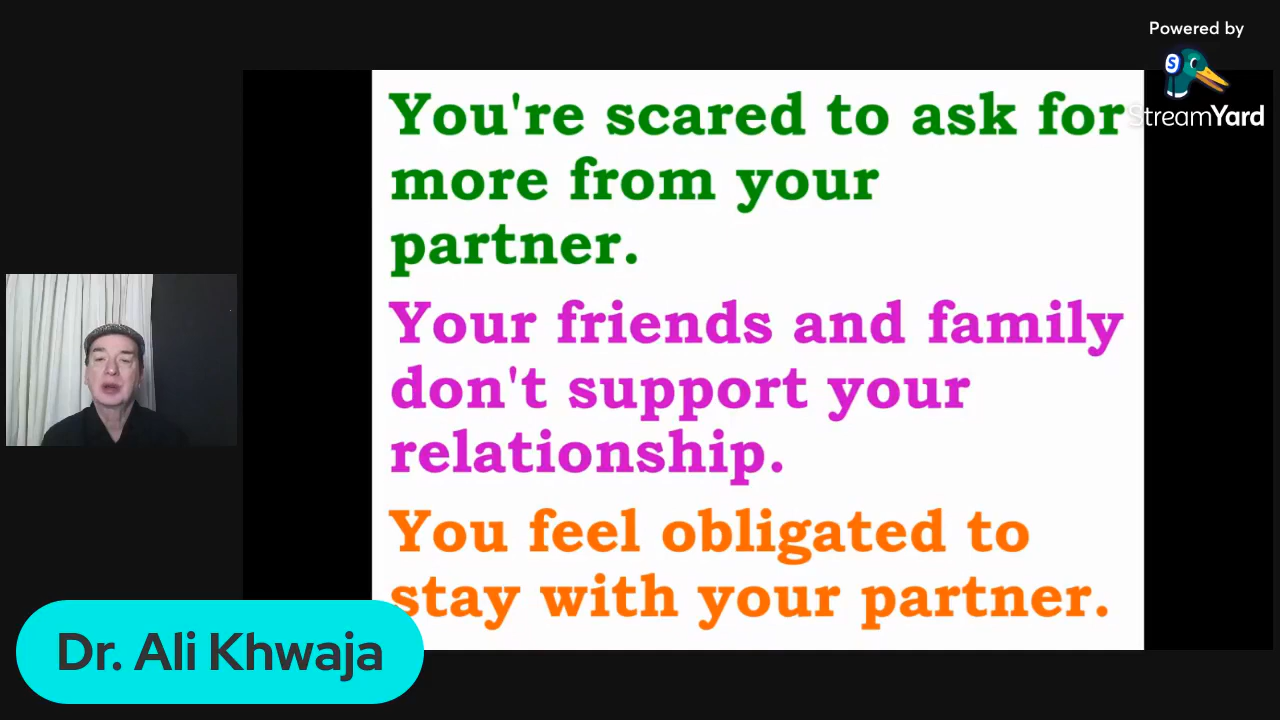 Powered by
StreamYard
You're scared to ask for
more from your
partner.
Your friends and family
don't support your
relationship.
You feel obligated to
stay with your partner.
Dr. Ali Khwaja